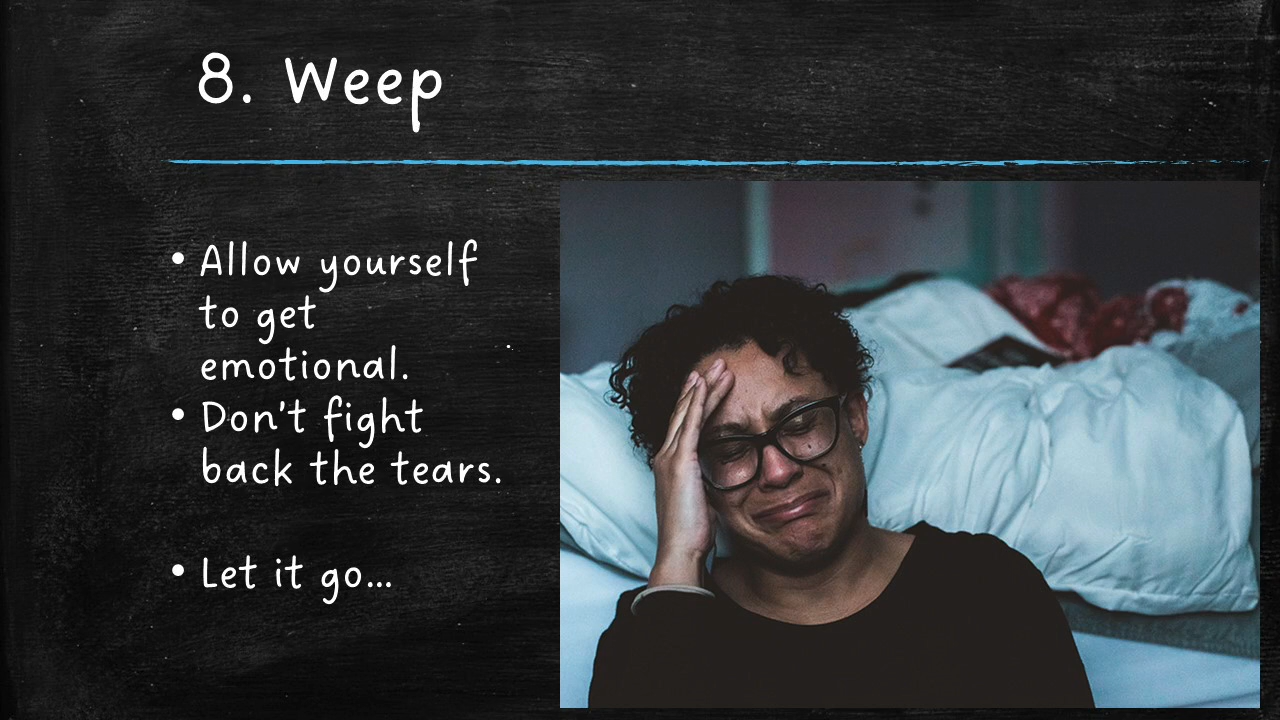 8. Weep
• Allow yourself
to get
emotional.
• Don't fight
back the tears.
• Let it go...